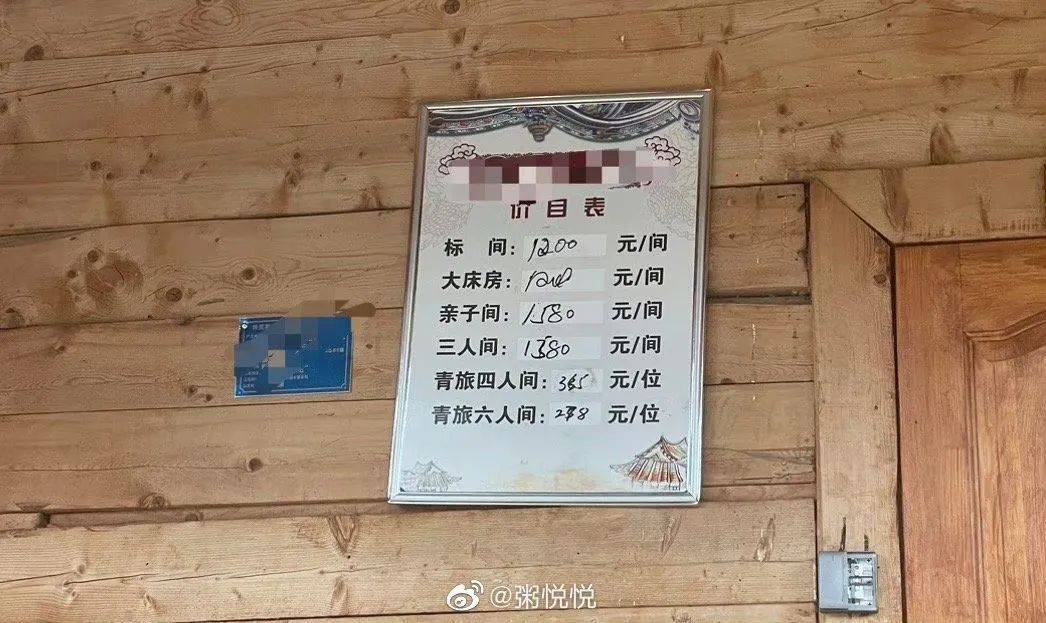 价目表
标 间：1200 元/间
大床房： 元/间
亲子间：1580 元/间
三人间：1380 元/间
青旅四人间：365 元/位
青旅六人间：278 元/位
@粥悦悦